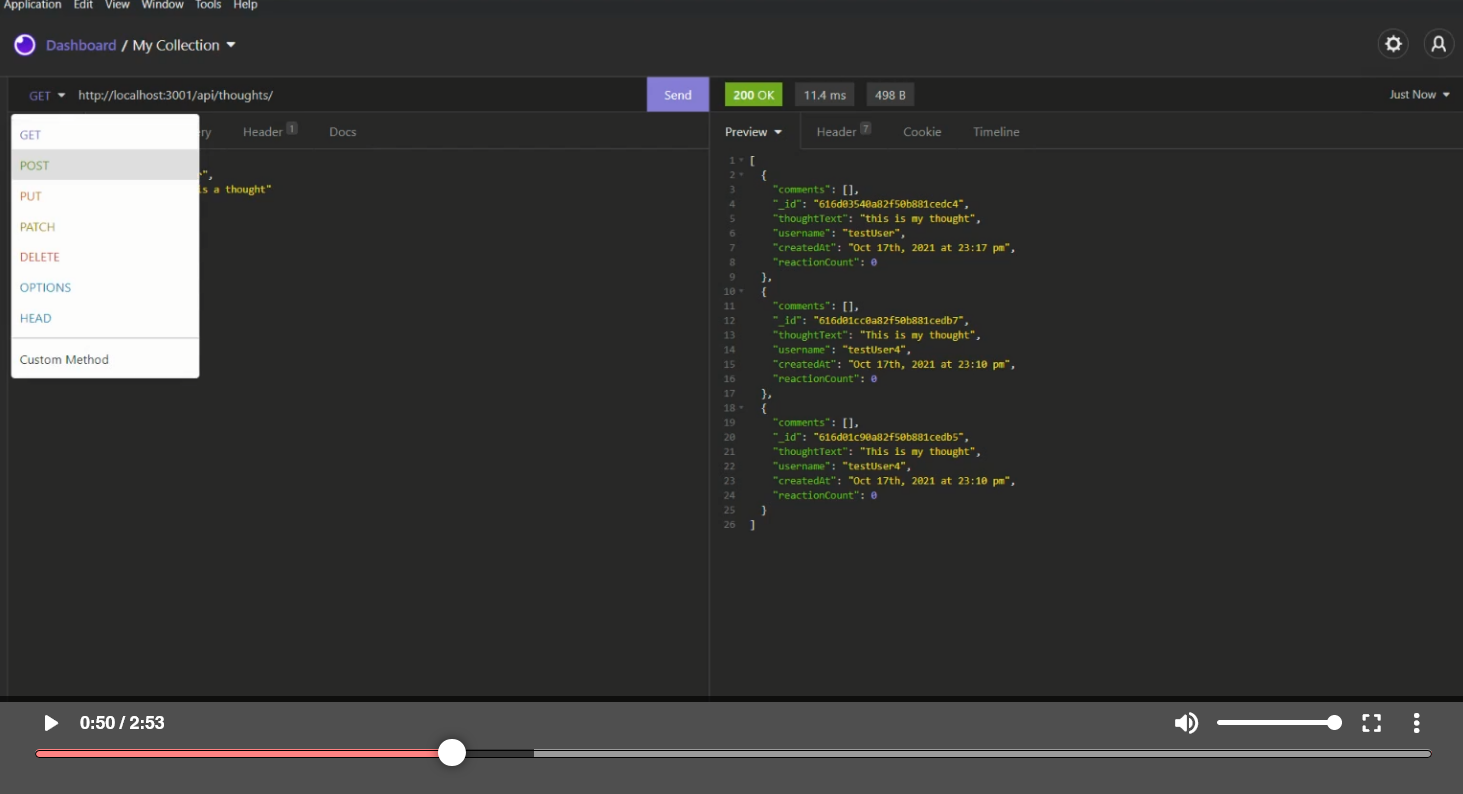 Application Edit View Window Tools Help
Dashboard / My Collection
GET http://localhost:3001/api/thoughts/ Send 200 OK 11.4 ms 498 B Just Now
GET
POST
PUT
PATCH
DELETE
OPTIONS
HEAD
Custom Method
ry Header 1 Docs
",
is a thought"
Preview Header 7 Cookie Timeline
1 [
2 {
3 "comments": [],
4 "_id": "616d03540a82f50b881cedc4",
5 "thoughtText": "this is my thought",
6 "username": "testUser",
7 "createdAt": "Oct 17th, 2021 at 23:17 pm",
8 "reactionCount": 0
9 },
10 {
11 "comments": [],
12 "_id": "616d01cc0a82f50b881cedb7",
13 "thoughtText": "This is my thought",
14 "username": "testUser4",
15 "createdAt": "Oct 17th, 2021 at 23:10 pm",
16 "reactionCount": 0
17 },
18 {
19 "comments": [],
20 "_id": "616d01c90a82f50b881cedb5",
21 "thoughtText": "This is my thought",
22 "username": "testUser4",
23 "createdAt": "Oct 17th, 2021 at 23:10 pm",
24 "reactionCount": 0
25 }
26 ]
0:50 / 2:53